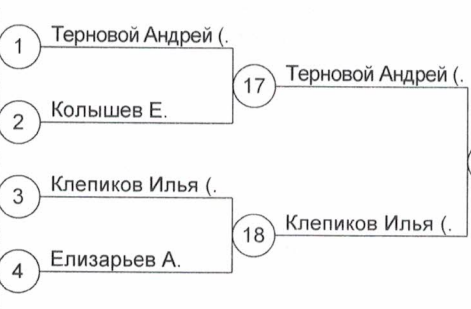 1 Терновой Андрей (.
17 Терновой Андрей (.
2 Колышев Е.
3 Клепиков Илья (.
18 Клепиков Илья (.
4 Елизарьев А.